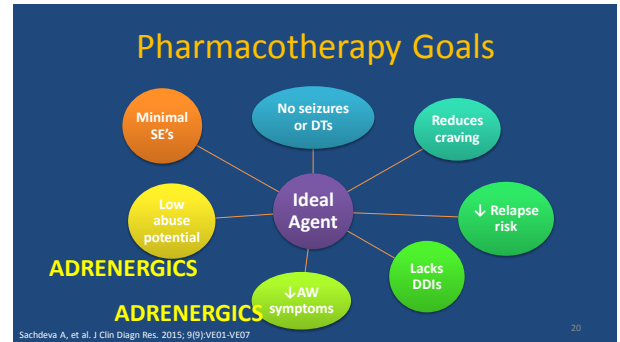 Pharmacotherapy Goals
Minimal
SE's
No seizures
or DTs
Reduces
craving
Low
abuse
potential
Ideal
Agent
↓ Relapse
risk
ADRENERGICS
Lacks
DDIs
ADRENERGICS
↓AW
symptoms
Sachdeva A, et al. J Clin Diagn Res. 2015; 9(9):VE01-VE07
20